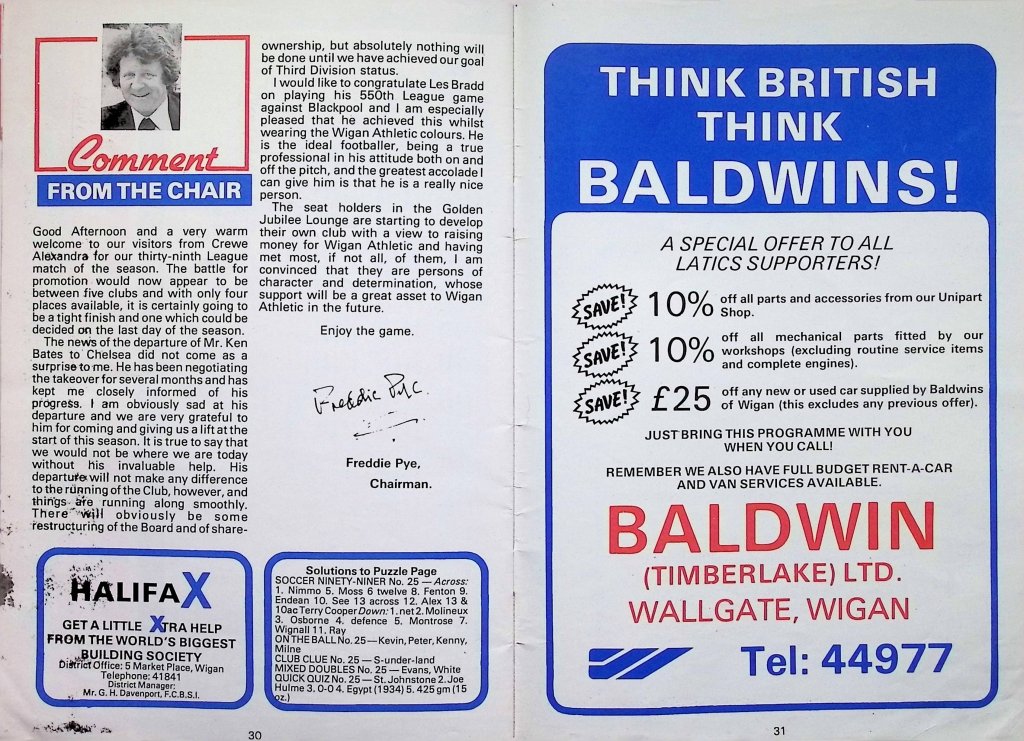 Comment
FROM THE CHAIR
Good Afternoon and a very warm
welcome to our visitors from Crewe
Alexandra for our thirty-ninth League
match of the season. The battle for
promotion would now appear to be
between five clubs and with only four
places available, it is certainly going to
be a tight finish and one which could be
decided on the last day of the season.
The news of the departure of Mr. Ken
Bates to Chelsea did not come as a
surprise to me. He has been negotiating
the takeover for several months and has
kept me closely informed of his
progress. I am obviously sad at his
departure and we are very grateful to
him for coming and giving us a lift at the
start of this season. It is true to say that
we would not be where we are today
without his invaluable help. His
departure will not make any difference
to the running of the Club, however, and
things are running along smoothly.
There will obviously be some
restructuring of the Board and of share-
ownership, but absolutely nothing will
be done until we have achieved our goal
of Third Division status.
I would like to congratulate Les Bradd
on playing his 550th League game
against Blackpool and I am especially
pleased that he achieved this whilst
wearing the Wigan Athletic colours. He
is the ideal footballer, being a true
professional in his attitude both on and
off the pitch, and the greatest accolade I
can give him is that he is a really nice
person.
The seat holders in the Golden
Jubilee Lounge are starting to develop
their own club with a view to raising
money for Wigan Athletic and having
met most, if not all, of them, I am
convinced that they are persons of
character and determination, whose
support will be a great asset to Wigan
Athletic in the future.
Enjoy the game.
Freddie Pye.
Freddie Pye,
Chairman.
HALIFAX
GET A LITTLE XTRA HELP
FROM THE WORLD'S BIGGEST
BUILDING SOCIETY
District Office: 5 Market Place, Wigan
Telephone: 41841
District Manager:
Mr. G. H. Davenport, F.C.B.S.I.
Solutions to Puzzle Page
SOCCER NINETY-NINER No. 25 — Across:
1. Nimmo 5. Moss 6 twelve 8. Fenton 9.
Endean 10. See 13 across 12. Alex 13 &
10ac Terry Cooper Down: 1. net 2. Molineux
3. Osborne 4. defence 5. Montrose 7.
Wignall 11. Ray
ON THE BALL No. 25 — Kevin, Peter, Kenny,
Milne
CLUB CLUE No. 25 — S-under-land
MIXED DOUBLES No. 25 — Evans, White
QUICK QUIZ No. 25 — St. Johnstone 2. Joe
Hulme 3. 0-0 4. Egypt (1934) 5. 425 gm (15
oz.)
30
THINK BRITISH
THINK
BALDWINS!
A SPECIAL OFFER TO ALL
LATICS SUPPORTERS!
SAVE! 10% off all parts and accessories from our Unipart
Shop.
SAVE! 10% off all mechanical parts fitted by our
workshops (excluding routine service items
and complete engines).
SAVE! £25 off any new or used car supplied by Baldwins
of Wigan (this excludes any previous offer).
JUST BRING THIS PROGRAMME WITH YOU
WHEN YOU CALL!
REMEMBER WE ALSO HAVE FULL BUDGET RENT-A-CAR
AND VAN SERVICES AVAILABLE.
BALDWIN
(TIMBERLAKE) LTD.
WALLGATE, WIGAN
Tel: 44977
31